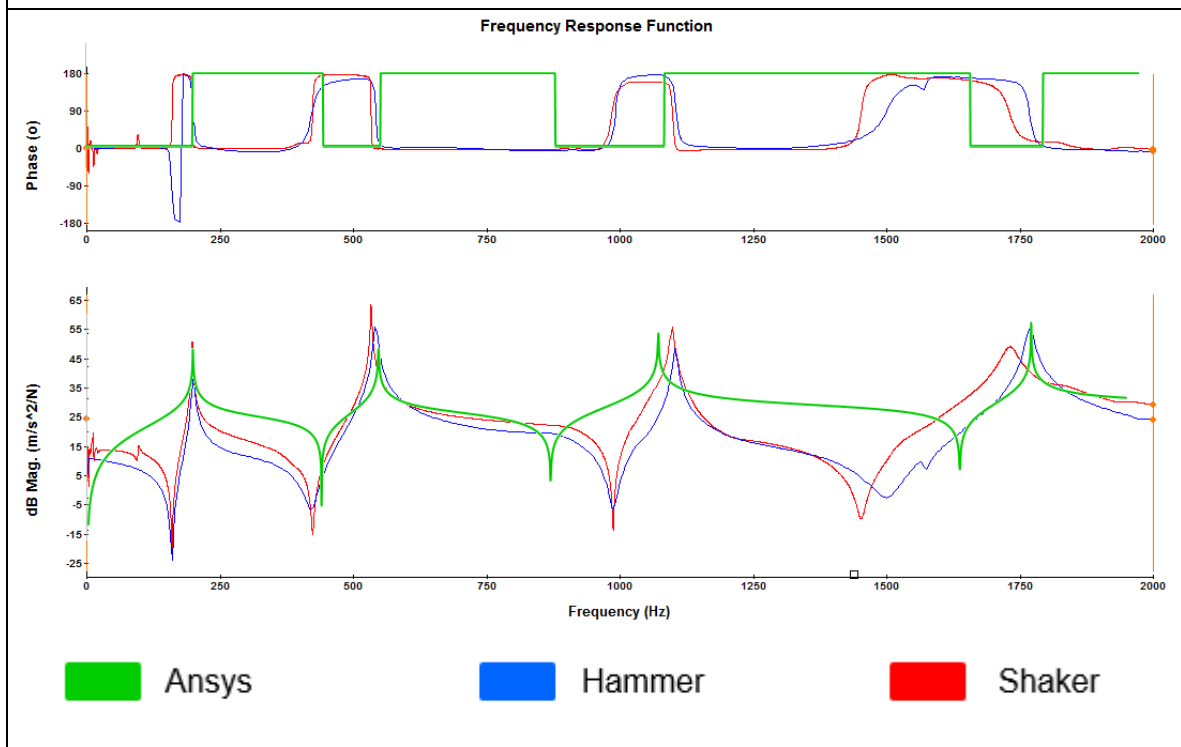 Frequency Response Function
Phase (o)
180
90
0
-90
-180
0 250 500 750 1000 1250 1500 1750 2000
dB Mag. (m/s^2/N)
65
55
45
35
25
15
5
-5
-15
-25
0 250 500 750 1000 1250 1500 1750 2000
Frequency (Hz)
Ansys Hammer Shaker